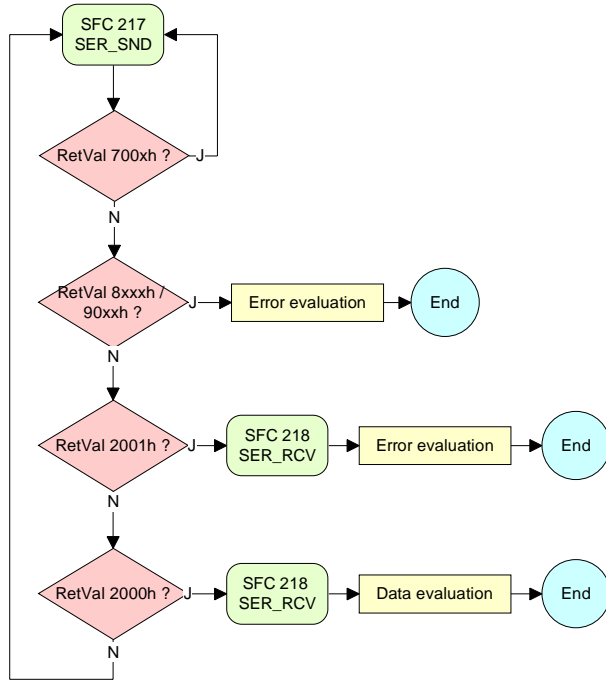 SFC 217
SER_SND
RetVal 700xh ?
J
N
RetVal 8xxxh /
90xxh ?
J
Error evaluation
End
N
RetVal 2001h ?
J
SFC 218
SER_RCV
Error evaluation
End
N
RetVal 2000h ?
J
SFC 218
SER_RCV
Data evaluation
End
N